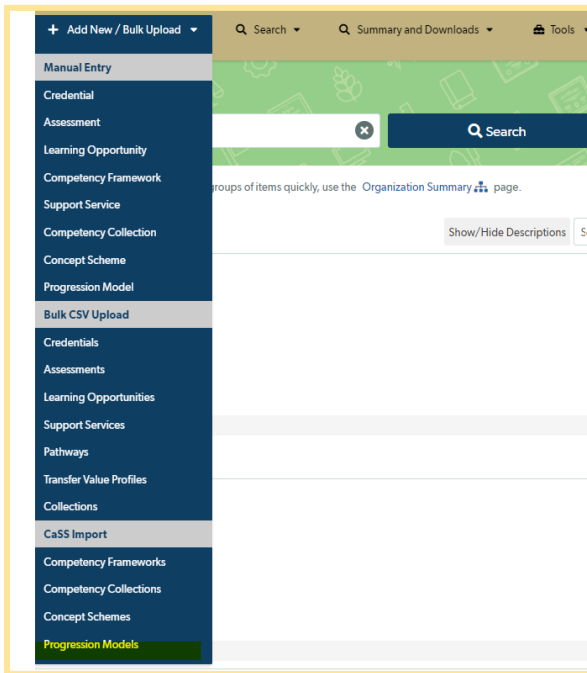 + Add New / Bulk Upload
Search
Summary and Downloads
Tools
Manual Entry
Credential
Assessment
Learning Opportunity
Competency Framework
Support Service
Competency Collection
Concept Scheme
Progression Model
Bulk CSV Upload
Credentials
Assessments
Learning Opportunities
Support Services
Pathways
Transfer Value Profiles
Collections
CaSS Import
Competency Frameworks
Competency Collections
Concept Schemes
Progression Models
Search
groups of items quickly, use the Organization Summary page.
Show/Hide Descriptions